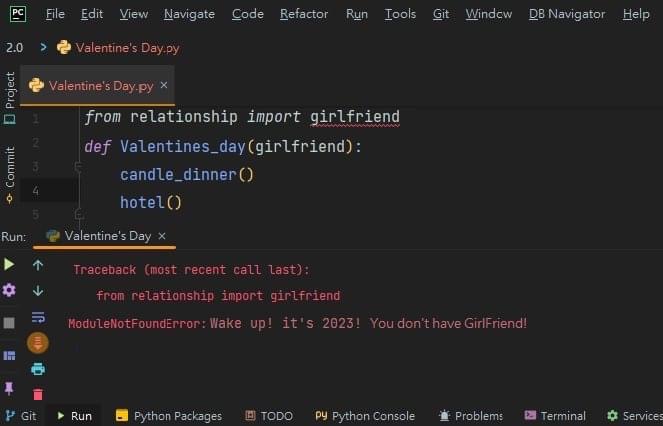 PC File Edit View Navigate Code Refactor Run Tools Git Windcw DB Navigator Help
2.0 > Valentine's Day.py
Project
Commit
Valentine's Day.py ×
1 from relationship import girlfriend
2 def Valentines_day(girlfriend):
3 candle_dinner()
4 hotel()
5
Run: Valentine's Day ×
Traceback (most recent call last):
from relationship import girlfriend
ModuleNotFoundError: Wake up! it's 2023! You don't have GirlFriend!
Git Run Python Packages TODO Python Console Problems Terminal Services